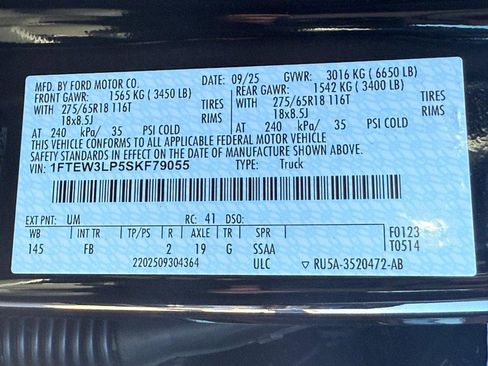 MFD. BY FORD MOTOR CO. DATE: 09/25 GVWR: 3016 KG ( 6650 LB)
FRONT GAWR: 1565 KG ( 3450 LB) REAR GAWR: 1542 KG ( 3400 LB)
WITH 275/65R18 116T TIRES WITH 275/65R18 116T TIRES
18x8.5J RIMS 18x8.5J RIMS
AT 240 kPa/ 35 PSI COLD AT 240 kPa/ 35 PSI COLD
THIS VEHICLE CONFORMS TO ALL APPLICABLE FEDERAL MOTOR VEHICLE
SAFETY STANDARDS IN EFFECT ON THE DATE OF MANUFACTURE SHOWN ABOVE.
VIN: 1FTEW3LP5SKF79055 TYPE: Truck
EXT PNT: UM RC: 41 DSO:
WB INT TR TP/PS R AXLE TR SPR F0123
145 FB 2 19 G SSAA T0514
2202509304364 ULC ▽ RU5A-3520472-AB